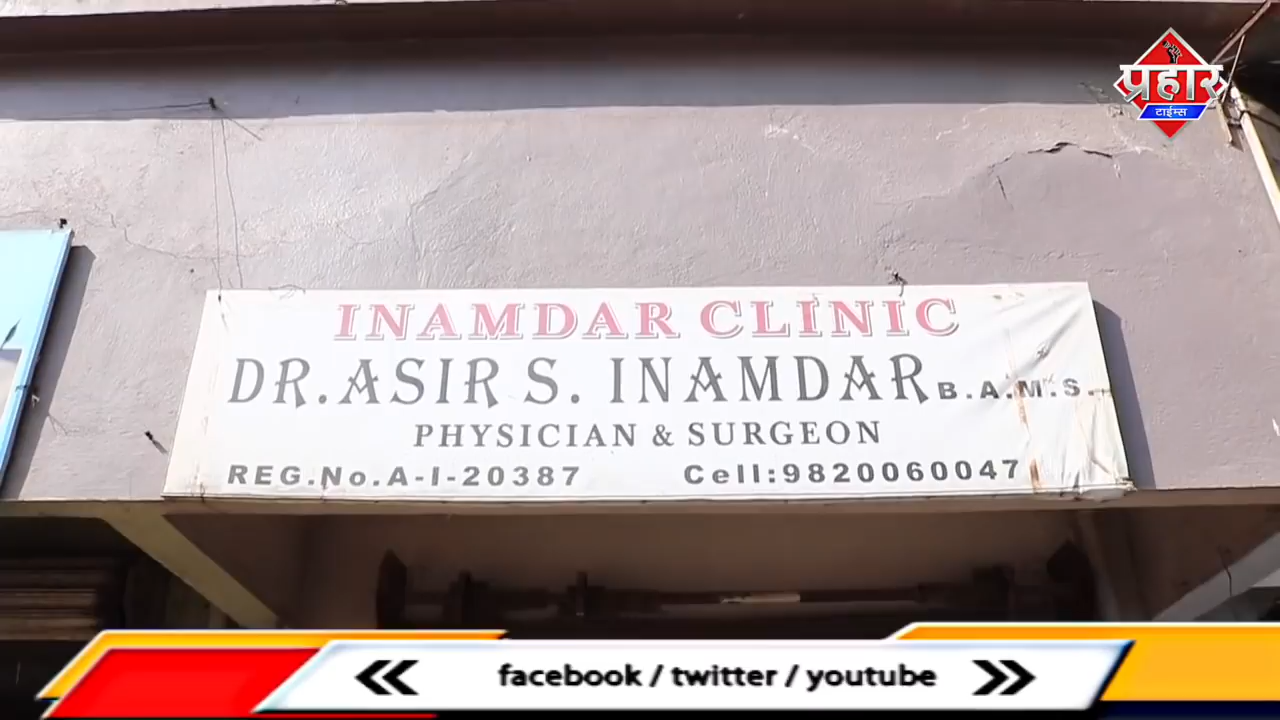 प्रहार
टाईम्स
INAMDAR CLINIC
DR. ASIR S. INAMDAR B.A.M.S.
PHYSICIAN & SURGEON
REG.No.A-I-20387 Cell:9820060047
facebook / twitter / youtube